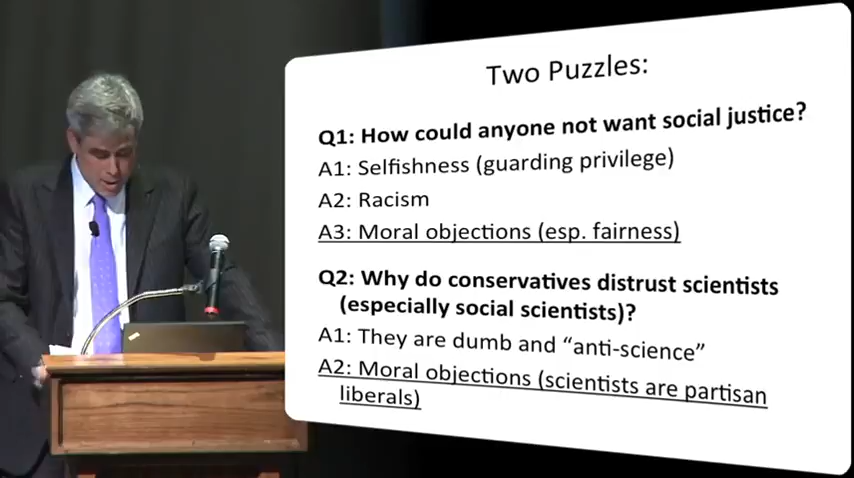 Two Puzzles:
Q1: How could anyone not want social justice?
A1: Selfishness (guarding privilege)
A2: Racism
A3: Moral objections (esp. fairness)
Q2: Why do conservatives distrust scientists
(especially social scientists)?
A1: They are dumb and “anti-science”
A2: Moral objections (scientists are partisan
liberals)